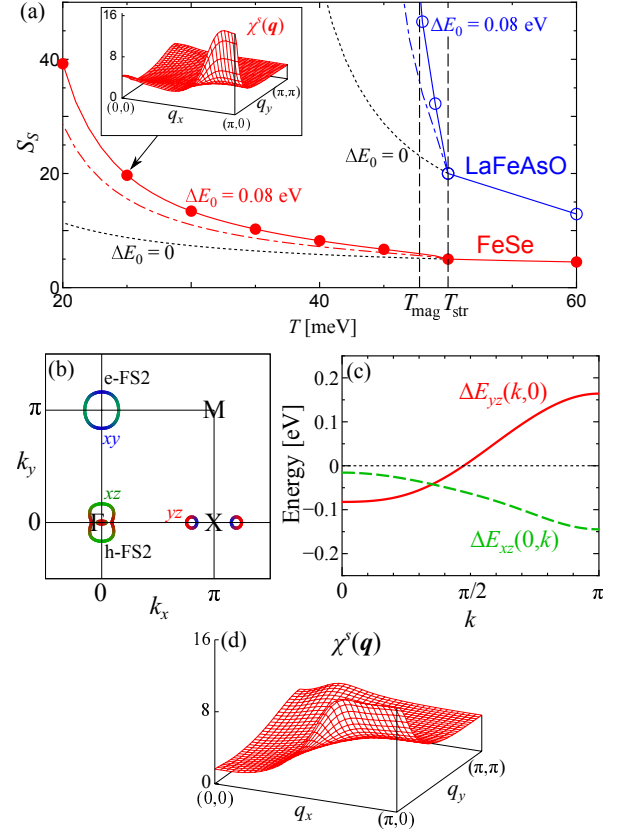 (a)
S_S
40
20
0
16
8
0
χ^s(q)
(0,0)
q_x
(π,0)
q_y
(π,π)
ΔE_0 = 0.08 eV
ΔE_0 = 0
ΔE_0 = 0.08 eV
ΔE_0 = 0
LaFeAsO
FeSe
20
40
T_mag
T_str
60
T [meV]
(b)
e-FS2
π
M
k_y
xy
xz
yz
0
Γ
X
h-FS2
0
π
k_x
(c)
0.2
ΔE_yz(k,0)
0.1
Energy [eV]
0
−0.1
ΔE_xz(0,k)
−0.2
0
π/2
π
k
(d)
16
χ^s(q)
8
0
(0,0)
q_x
(π,0)
q_y
(π,π)